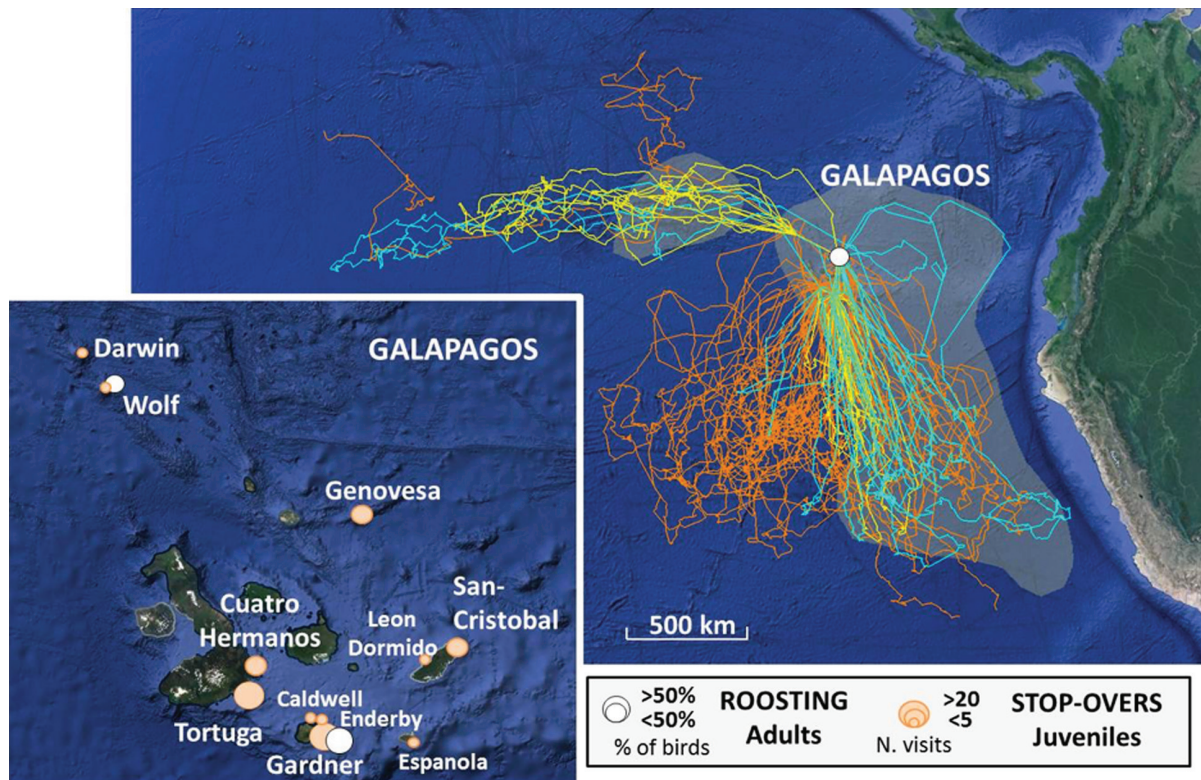 GALAPAGOS
500 km
GALAPAGOS
Darwin
Wolf
Genovesa
San-
Cristobal
Cuatro
Hermanos
Leon
Dormido
Caldwell
Enderby
Tortuga
Gardner
Espanola
>50%
<50%
% of birds
ROOSTING
Adults
>20
<5
N. visits
STOP-OVERS
Juveniles